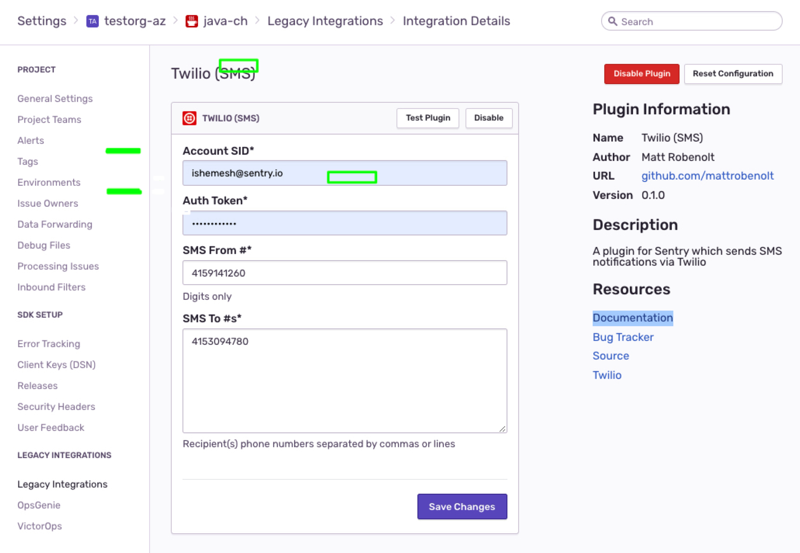 Settings > testorg-az > java-ch > Legacy Integrations > Integration Details
Search
PROJECT
General Settings
Project Teams
Alerts
Tags
Environments
Issue Owners
Data Forwarding
Debug Files
Processing Issues
Inbound Filters
SDK SETUP
Error Tracking
Client Keys (DSN)
Releases
Security Headers
User Feedback
LEGACY INTEGRATIONS
Legacy Integrations
OpsGenie
VictorOps
Twilio (SMS)
Disable Plugin
Reset Configuration
TWILIO (SMS)
Test Plugin
Disable
Account SID*
ishemesh@sentry.io
Auth Token*
••••••••••••
SMS From #*
4159141260
Digits only
SMS To #s*
4153094780
Recipient(s) phone numbers separated by commas or lines
Save Changes
Plugin Information
Name Twilio (SMS)
Author Matt Robenolt
URL github.com/mattrobenolt
Version 0.1.0
Description
A plugin for Sentry which sends SMS
notifications via Twilio
Resources
Documentation
Bug Tracker
Source
Twilio